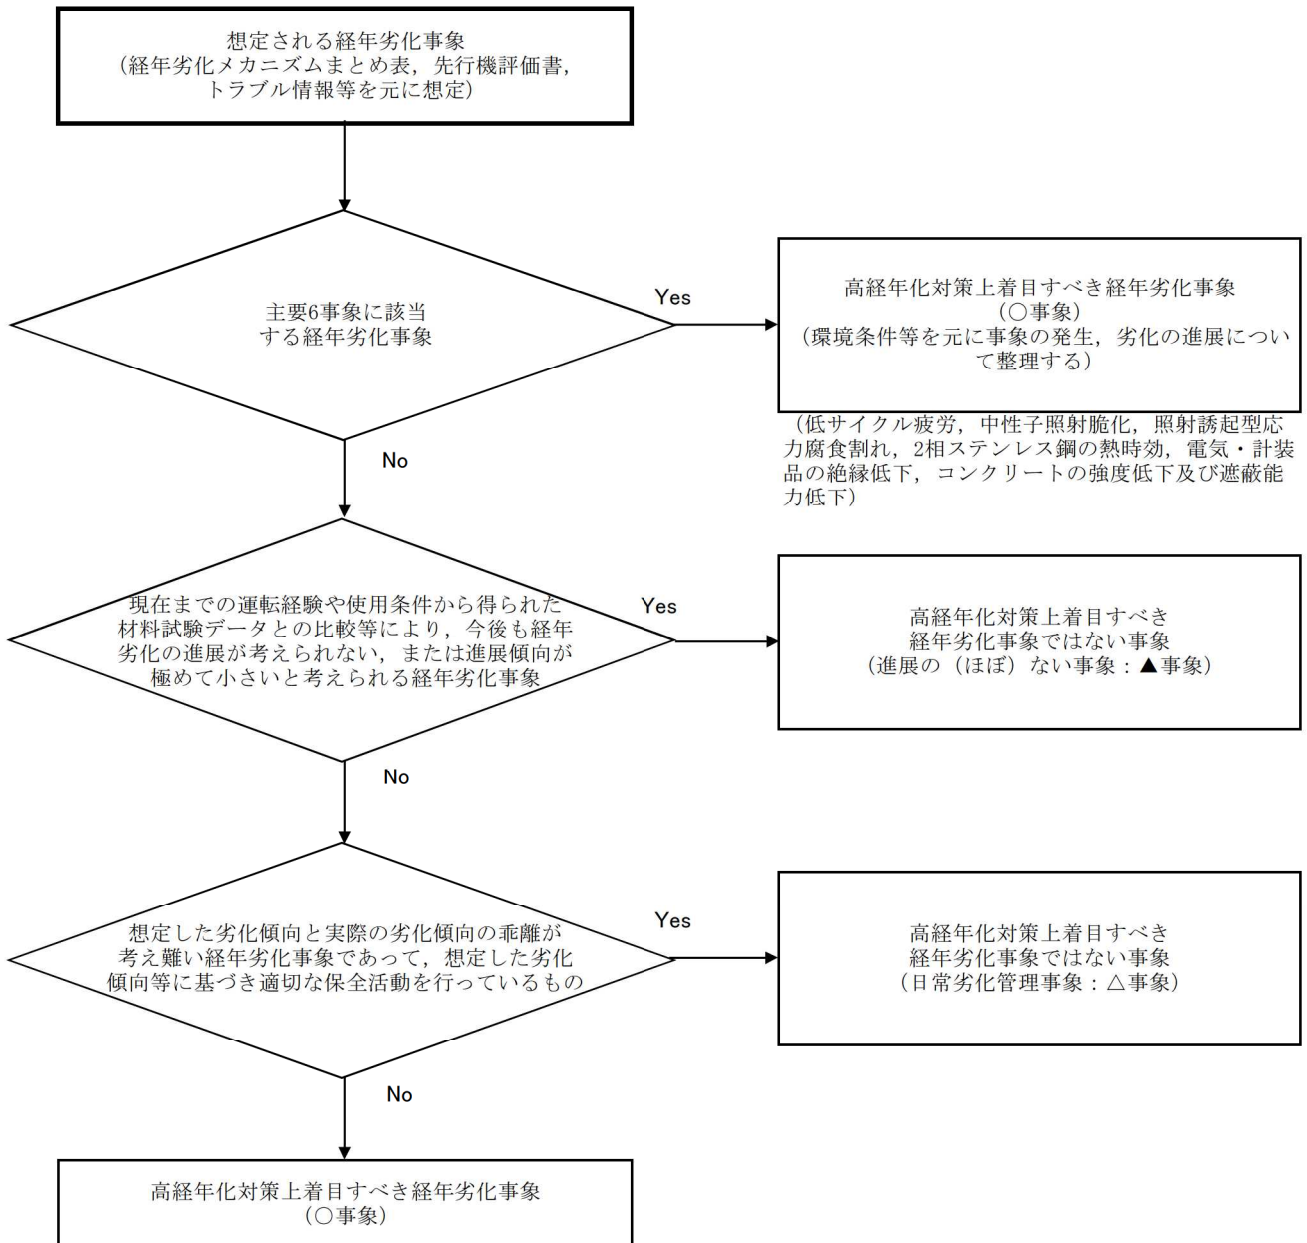 想定される経年劣化事象
（経年劣化メカニズムまとめ表，先行機評価書，
トラブル情報等を元に想定）
主要6事象に該当
する経年劣化事象
Yes
高経年化対策上着目すべき経年劣化事象
（○事象）
（環境条件等を元に事象の発生，劣化の進展につい
て整理する）
（低サイクル疲労，中性子照射脆化，照射誘起型応
力腐食割れ，2相ステンレス鋼の熱時効，電気・計装
品の絶縁低下，コンクリートの強度低下及び遮蔽能
力低下）
No
現在までの運転経験や使用条件から得られた
材料試験データとの比較等により，今後も経年
劣化の進展が考えられない，または進展傾向が
極めて小さいと考えられる経年劣化事象
Yes
高経年化対策上着目すべき
経年劣化事象ではない事象
（進展の（ほぼ）ない事象：▲事象）
No
想定した劣化傾向と実際の劣化傾向の乖離が
考え難い経年劣化事象であって，想定した劣化
傾向等に基づき適切な保全活動を行っているもの
Yes
高経年化対策上着目すべき
経年劣化事象ではない事象
（日常劣化管理事象：△事象）
No
高経年化対策上着目すべき経年劣化事象
（○事象）